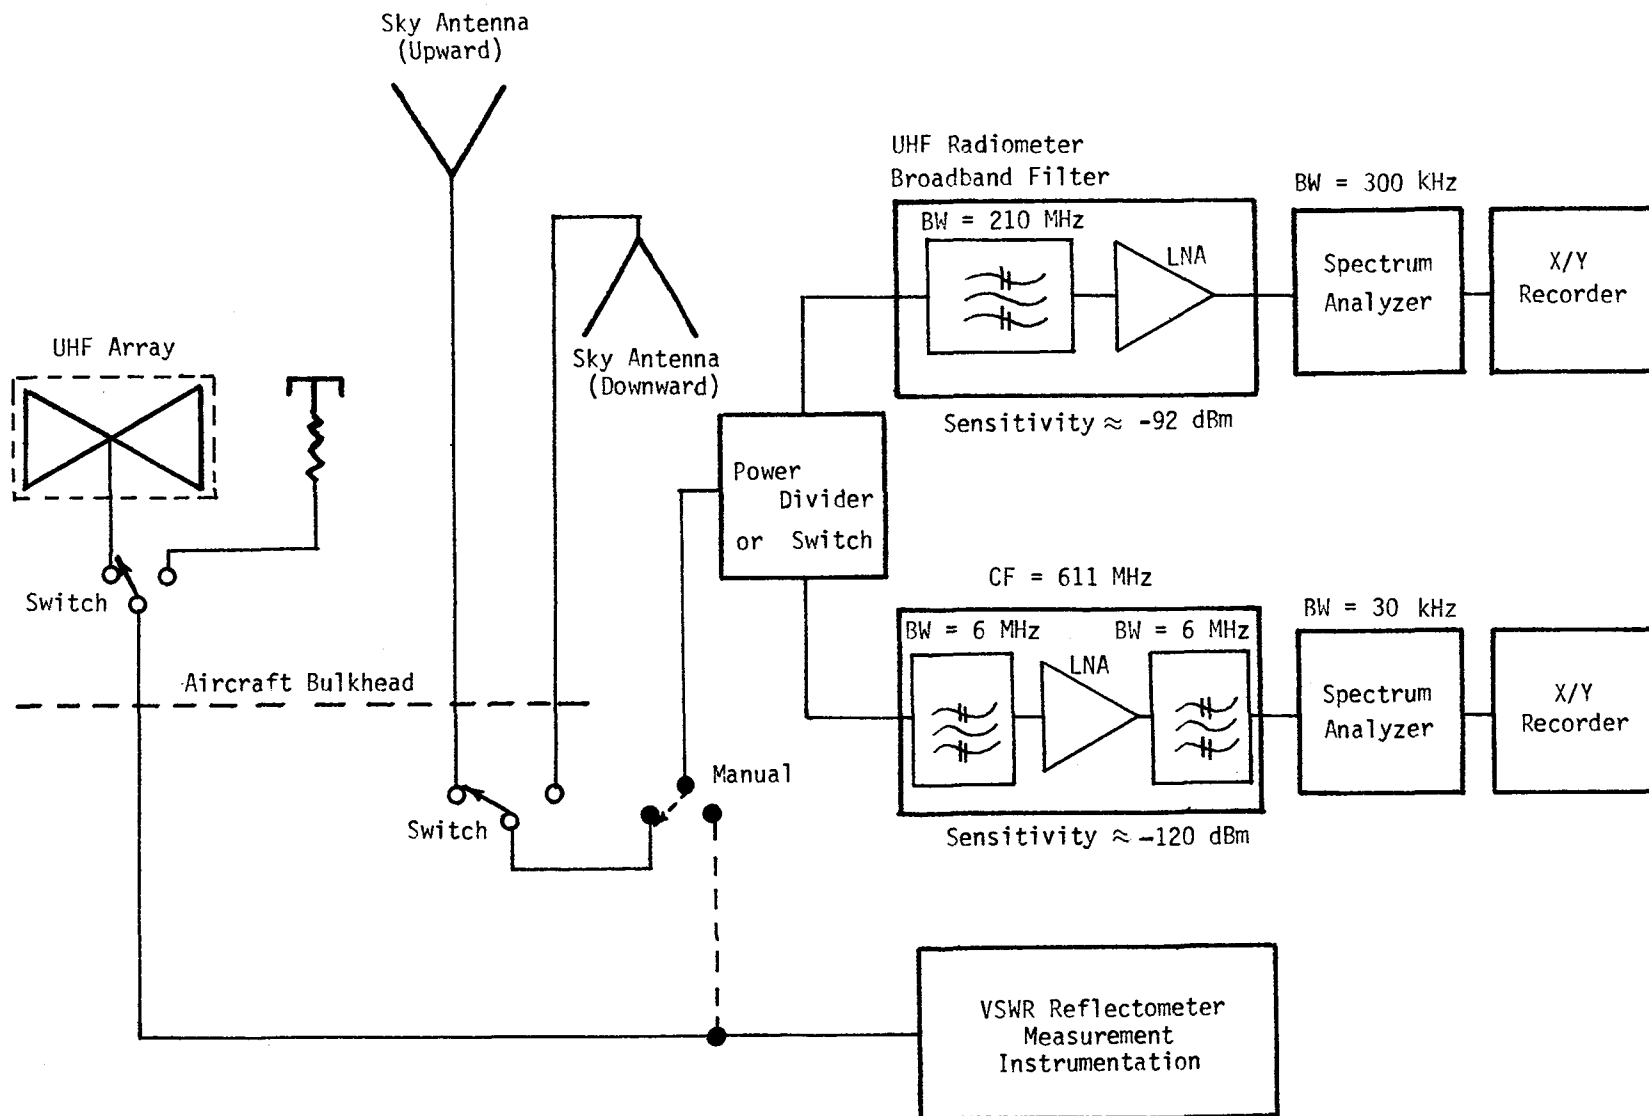 Sky Antenna
(Upward)
UHF Radiometer
Broadband Filter
BW = 210 MHz
LNA
BW = 300 kHz
Spectrum
Analyzer
X/Y
Recorder
Sensitivity ≈ -92 dBm
UHF Array
Sky Antenna
(Downward)
Power
Divider
or Switch
Switch
CF = 611 MHz
BW = 6 MHz
BW = 6 MHz
LNA
BW = 30 kHz
Spectrum
Analyzer
X/Y
Recorder
Sensitivity ≈ -120 dBm
Aircraft Bulkhead
Manual
Switch
VSWR Reflectometer
Measurement
Instrumentation